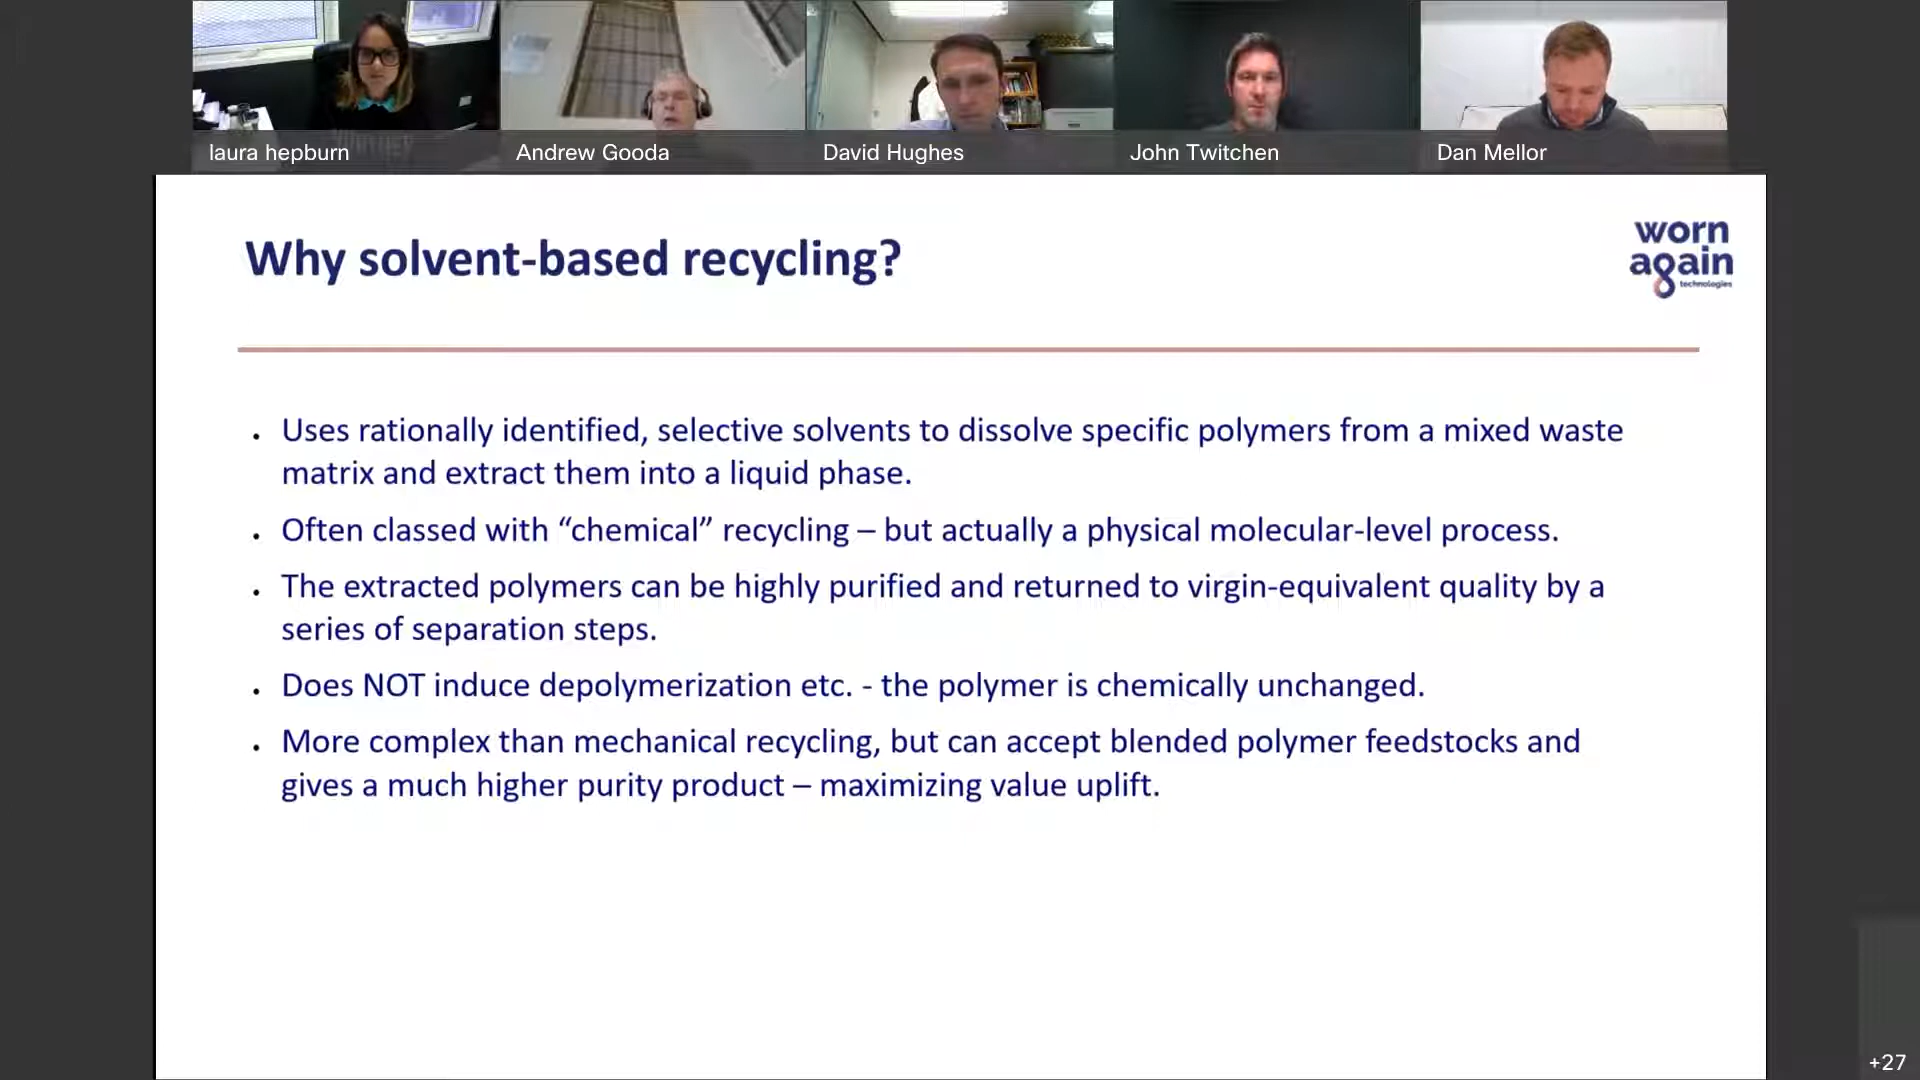 laura hepburn
Andrew Gooda
David Hughes
John Twitchen
Dan Mellor
Why solvent-based recycling?
worn
again
technologies
• Uses rationally identified, selective solvents to dissolve specific polymers from a mixed waste
matrix and extract them into a liquid phase.
• Often classed with “chemical” recycling – but actually a physical molecular-level process.
• The extracted polymers can be highly purified and returned to virgin-equivalent quality by a
series of separation steps.
• Does NOT induce depolymerization etc. - the polymer is chemically unchanged.
• More complex than mechanical recycling, but can accept blended polymer feedstocks and
gives a much higher purity product – maximizing value uplift.
+27